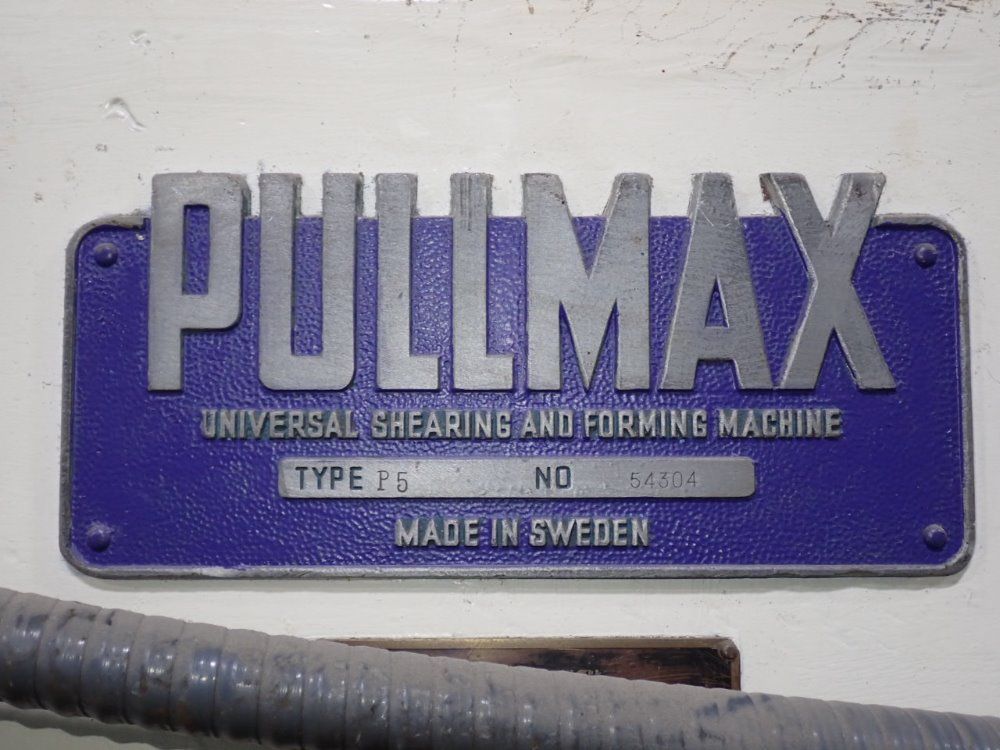 PULLMAX
UNIVERSAL SHEARING AND FORMING MACHINE
TYPE P5 NO 54304
MADE IN SWEDEN